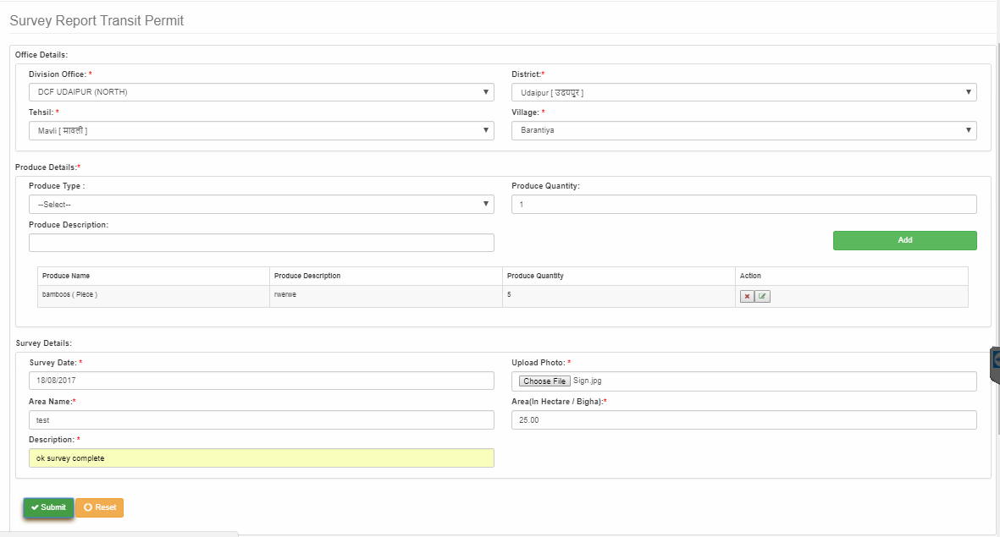 Survey Report Transit Permit
Office Details:
Division Office: * District:*
DCF UDAIPUR (NORTH) Udaipur [ उदयपुर ]
Tehsil: * Village: *
Mavli [ मावली ] Barantiya
Produce Details:*
Produce Type : Produce Quantity:
--Select-- 1
Produce Description:
Add
Produce Name Produce Description Produce Quantity Action
bamboos ( Piece ) rwerwe 5
Survey Details:
Survey Date: * Upload Photo: *
18/08/2017 Choose File Sign.jpg
Area Name:* Area(In Hectare / Bigha):*
test 25.00
Description: *
ok survey complete
Submit Reset